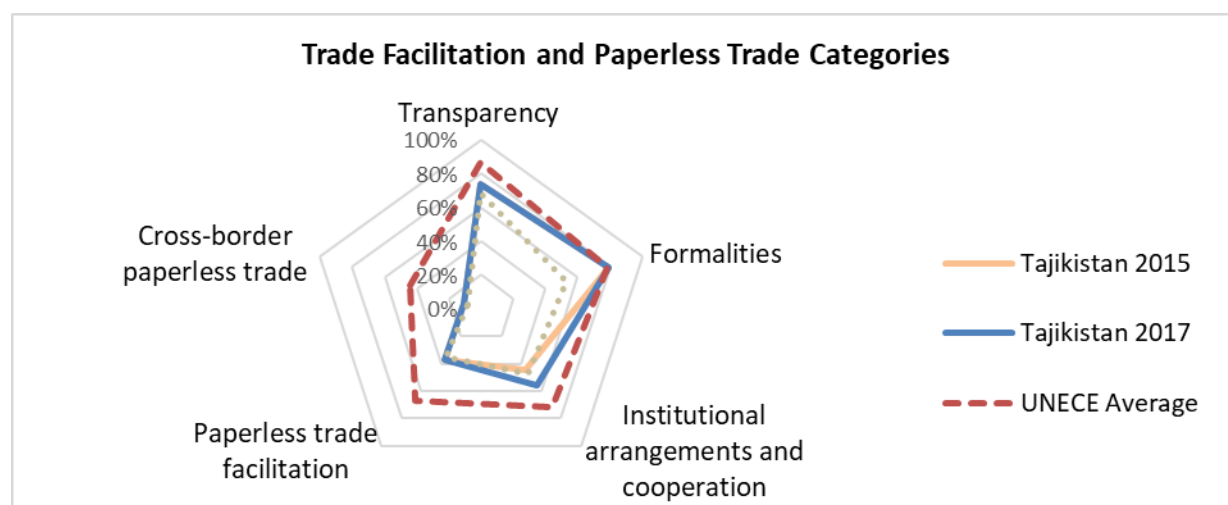 Trade Facilitation and Paperless Trade Categories
Transparency
100%
80%
60%
40%
20%
0%
Formalities
Institutional
arrangements and
cooperation
Paperless trade
facilitation
Cross-border
paperless trade
Tajikistan 2015
Tajikistan 2017
UNECE Average